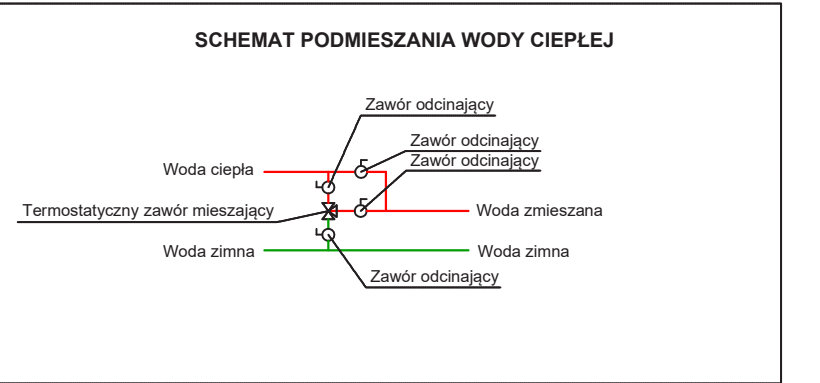 SCHEMAT PODMIESZANIA WODY CIEPŁEJ
Zawór odcinający
Zawór odcinający
Zawór odcinający
Woda ciepła
Termostatyczny zawór mieszający
Woda zmieszana
Woda zimna
Woda zimna
Zawór odcinający